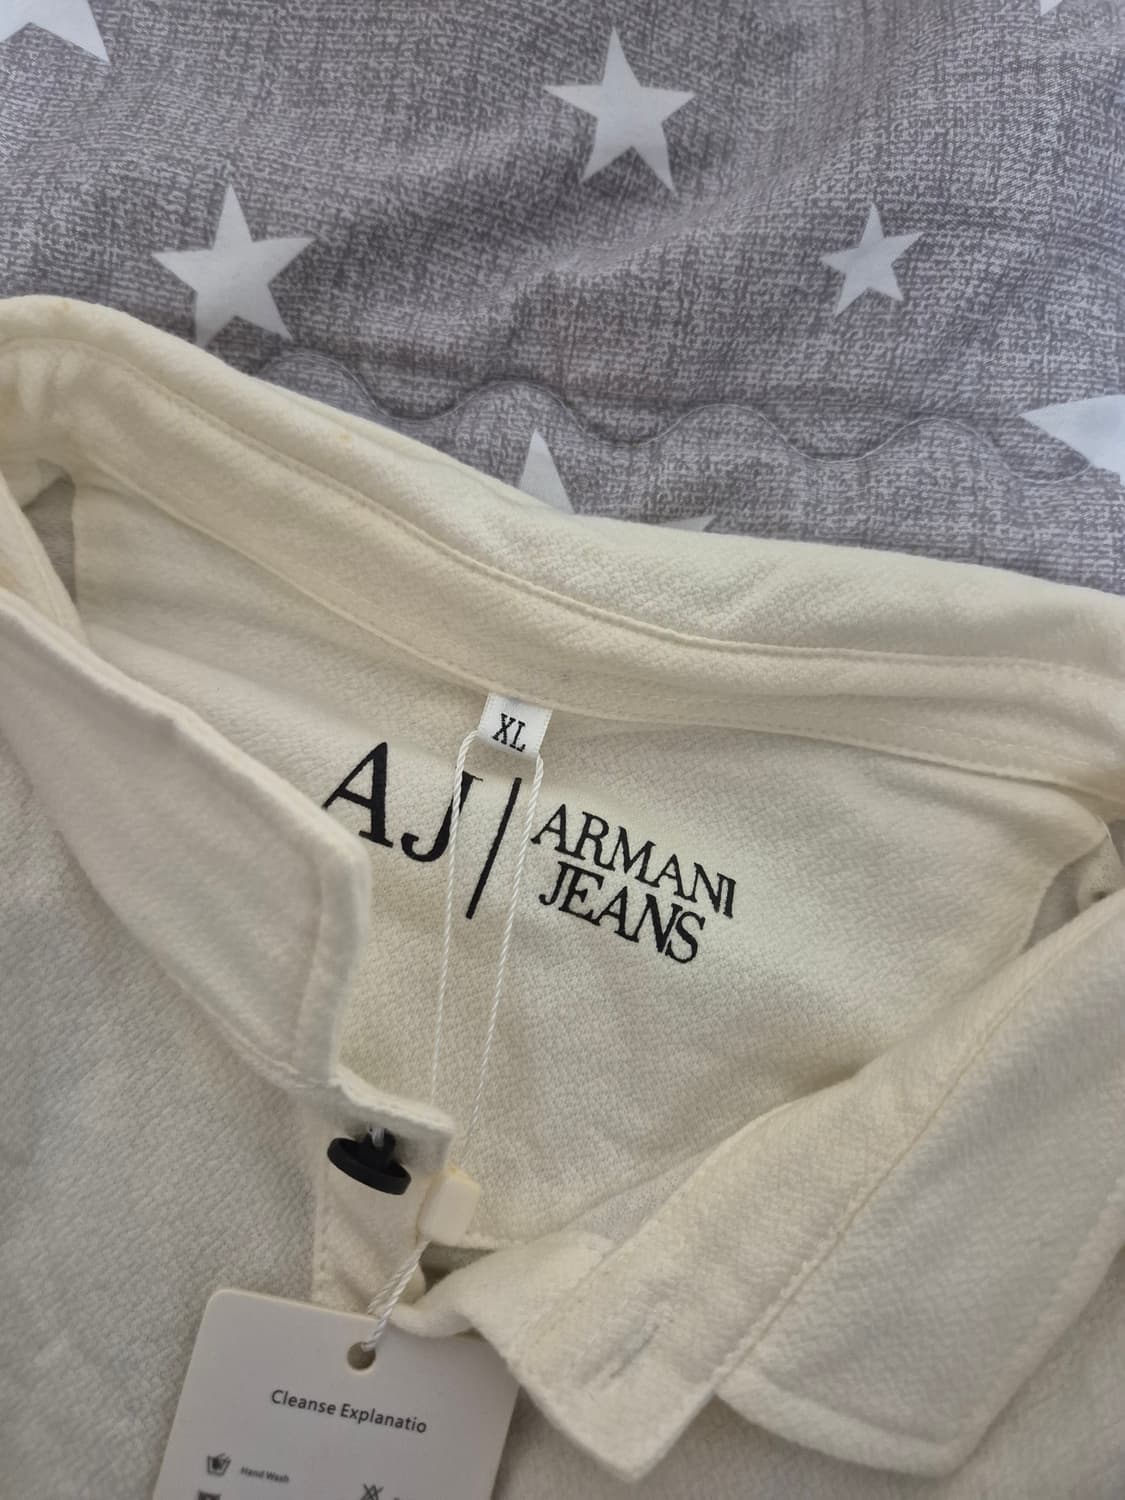 XL
AJ
ARMANI
JEANS
Cleanse Explanatio
Hand Wash